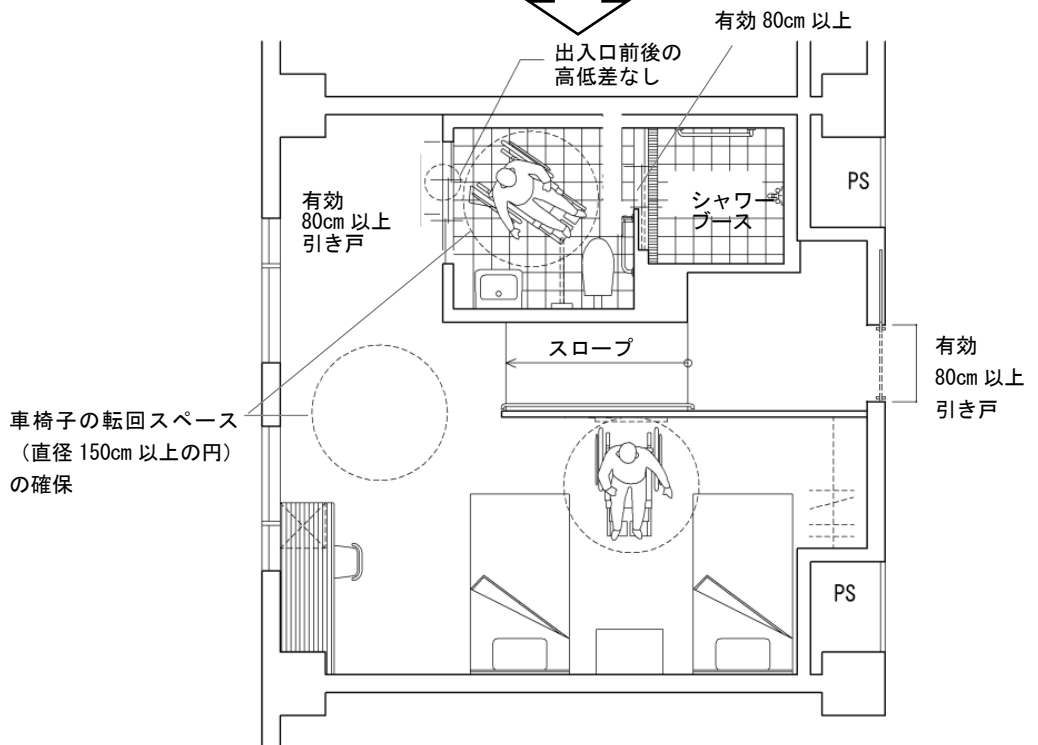 有効 80cm 以上
出入口前後の
高低差なし
有効
80cm 以上
引き戸
シャワー
ブース
PS
スロープ
有効
80cm 以上
引き戸
車椅子の転回スペース
（直径 150cm 以上の円）
の確保
PS